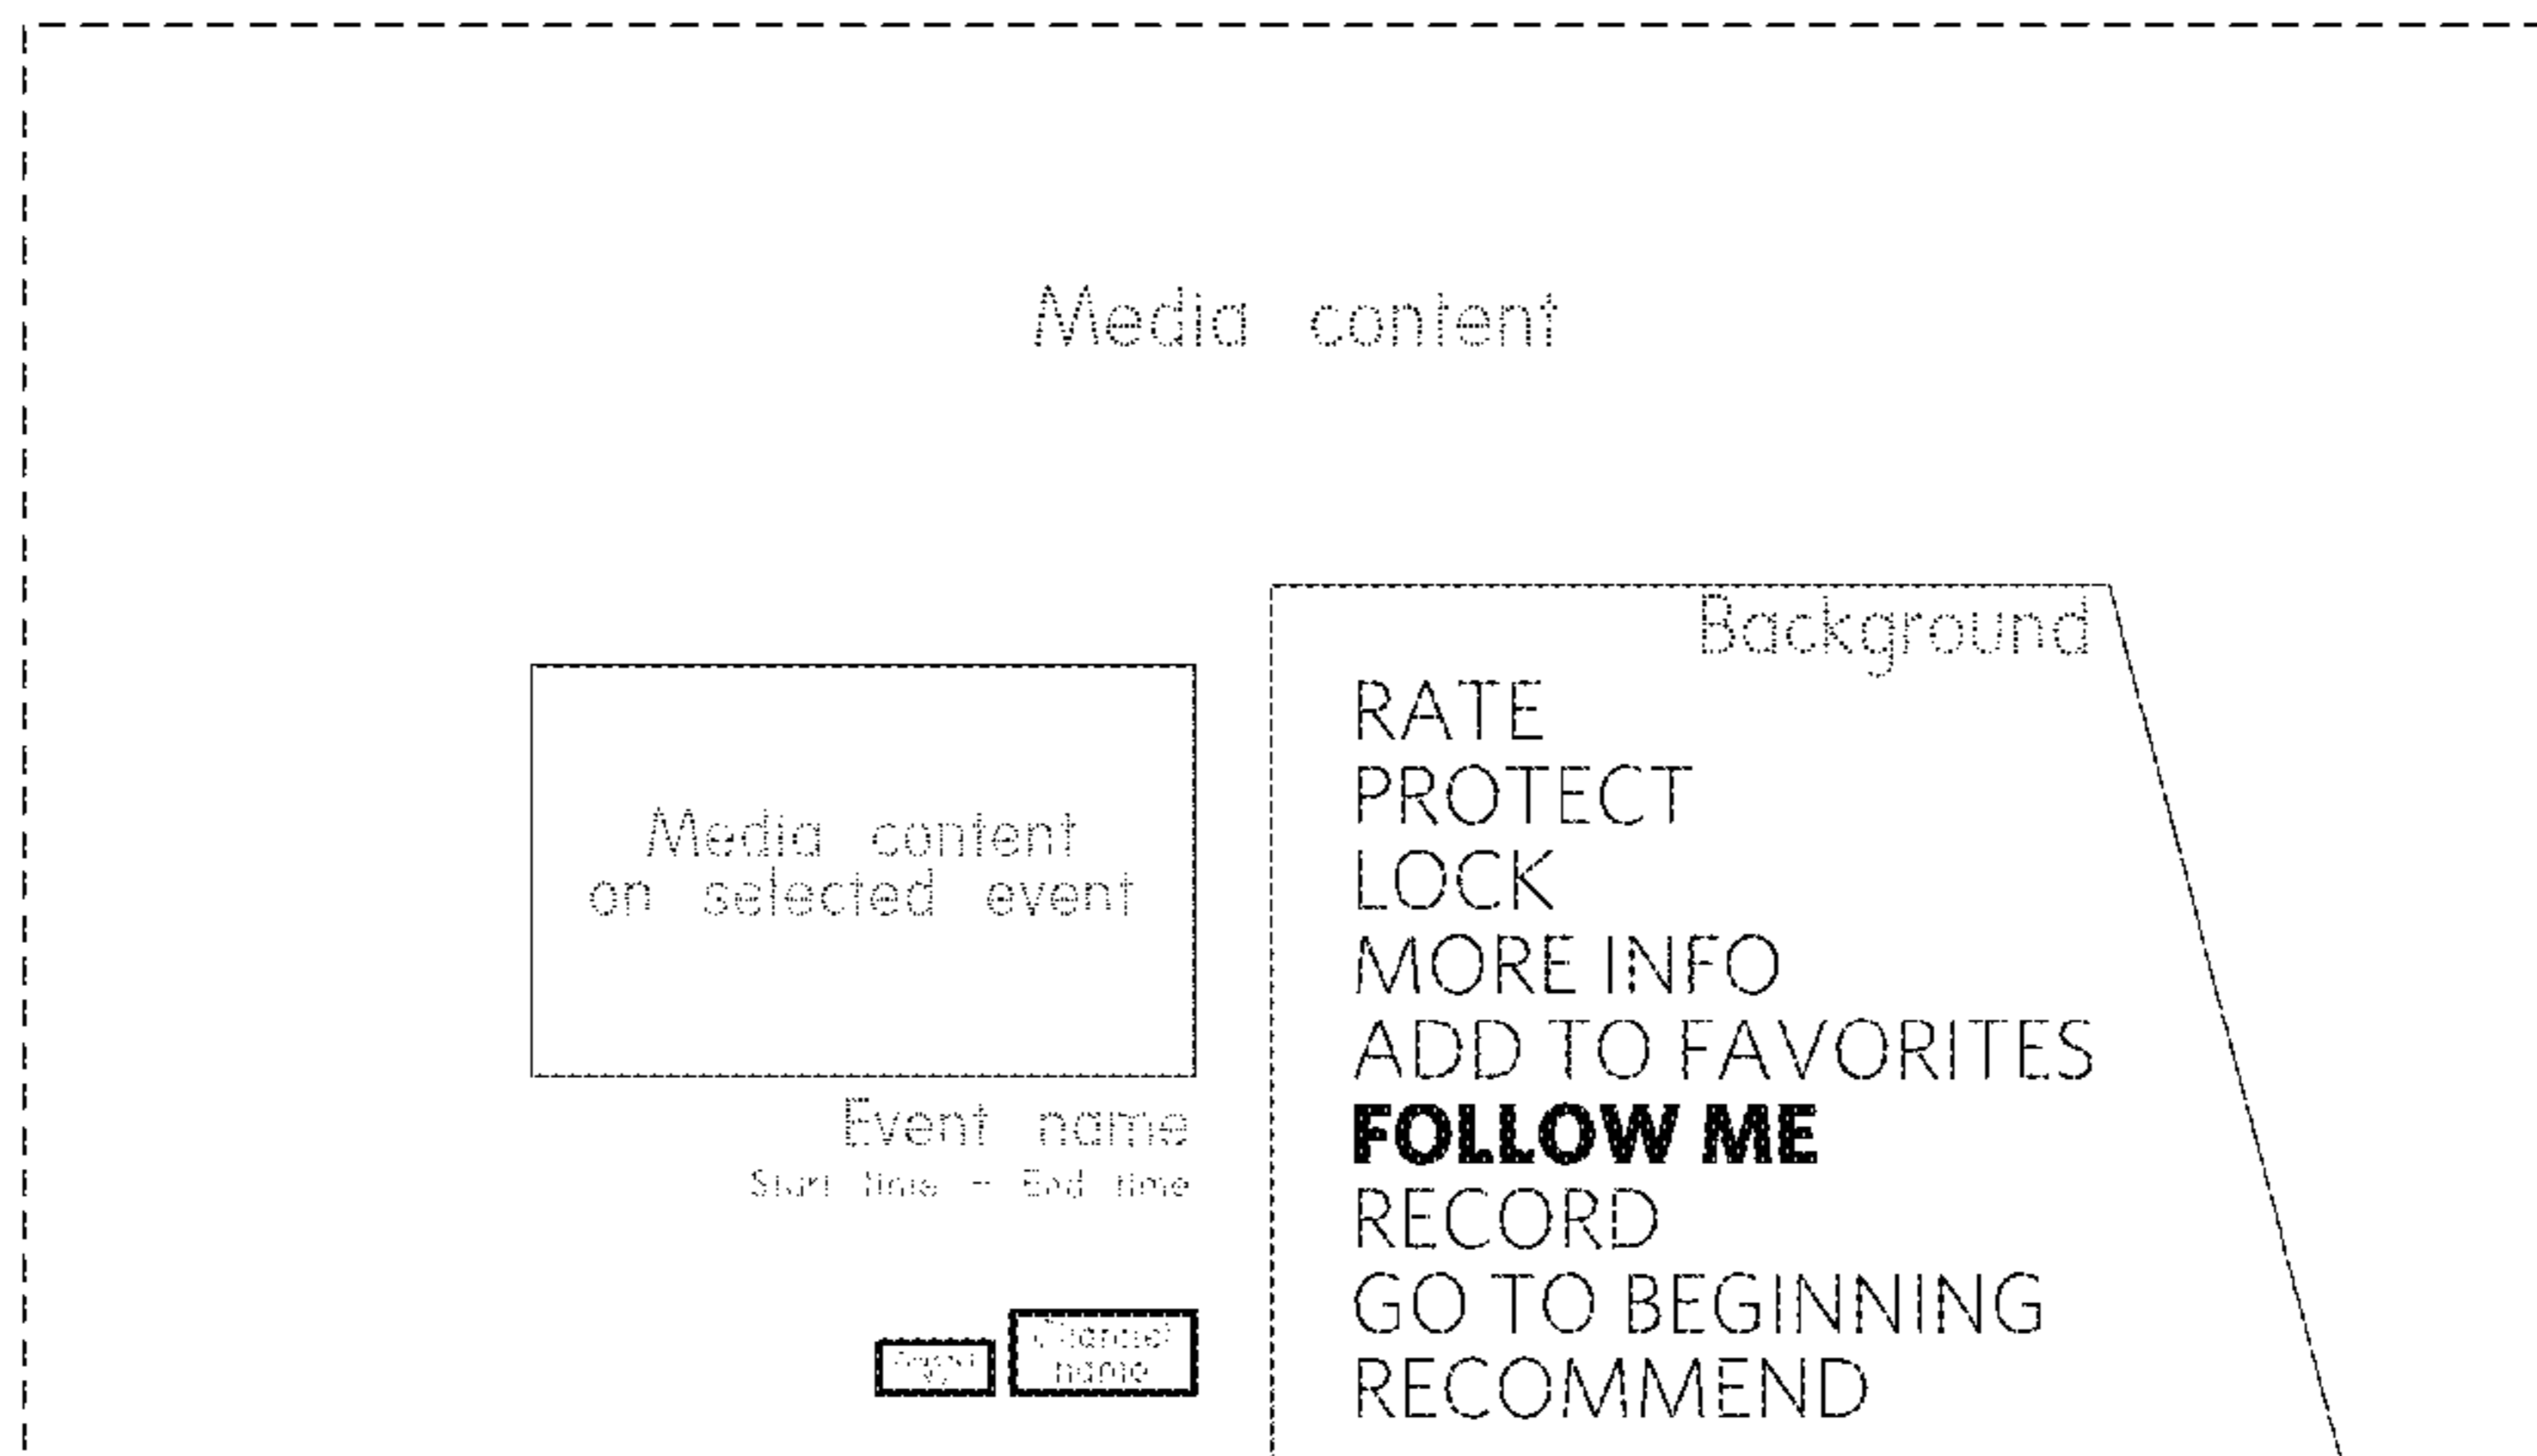 Media content
Background
Media content
on selected event
Event name
Start time - End time
Channel
name
RATE
PROTECT
LOCK
MORE INFO
ADD TO FAVORITES
FOLLOW ME
RECORD
GO TO BEGINNING
RECOMMEND